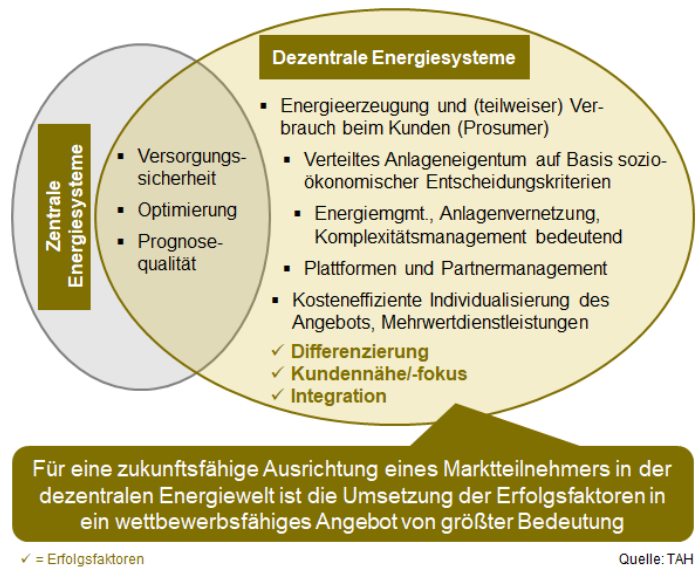 Dezentrale Energiesysteme
Zentrale
Energiesysteme
▪ Versorgungs-
sicherheit
▪ Optimierung
▪ Prognose-
qualität
▪ Energieerzeugung und (teilweiser) Ver-
brauch beim Kunden (Prosumer)
▪ Verteiltes Anlageneigentum auf Basis sozio-
ökonomischer Entscheidungskriterien
▪ Energiemgmt., Anlagenvernetzung,
Komplexitätsmanagement bedeutend
▪ Plattformen und Partnermanagement
▪ Kosteneffiziente Individualisierung des
Angebots, Mehrwertdienstleistungen
✓ Differenzierung
✓ Kundennähe/-fokus
✓ Integration
Für eine zukunftsfähige Ausrichtung eines Marktteilnehmers in der
dezentralen Energiewelt ist die Umsetzung der Erfolgsfaktoren in
ein wettbewerbsfähiges Angebot von größter Bedeutung
✓ = Erfolgsfaktoren
Quelle: TAH